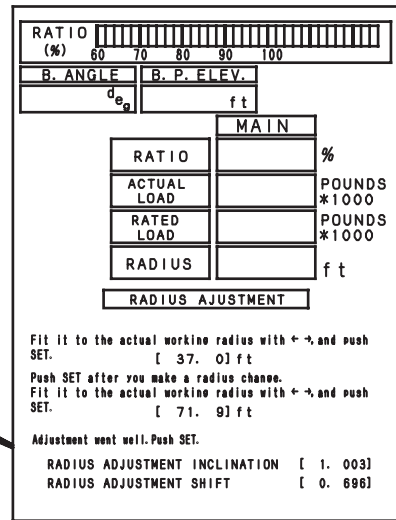 RATIO
(%) 60 70 80 90 100
B. ANGLE B. P. ELEV.
deg ft
MAIN
RATIO %
ACTUAL LOAD POUNDS *1000
RATED LOAD POUNDS *1000
RADIUS ft
RADIUS AJUSTMENT
Fit it to the actual working radius with ← →, and push
SET. [ 37. 0] ft
Push SET after you make a radius change.
Fit it to the actual working radius with ← →, and push
SET. [ 71. 9] ft
Adjustment went well. Push SET.
RADIUS ADJUSTMENT INCLINATION [ 1. 003]
RADIUS ADJUSTMENT SHIFT [ 0. 696]